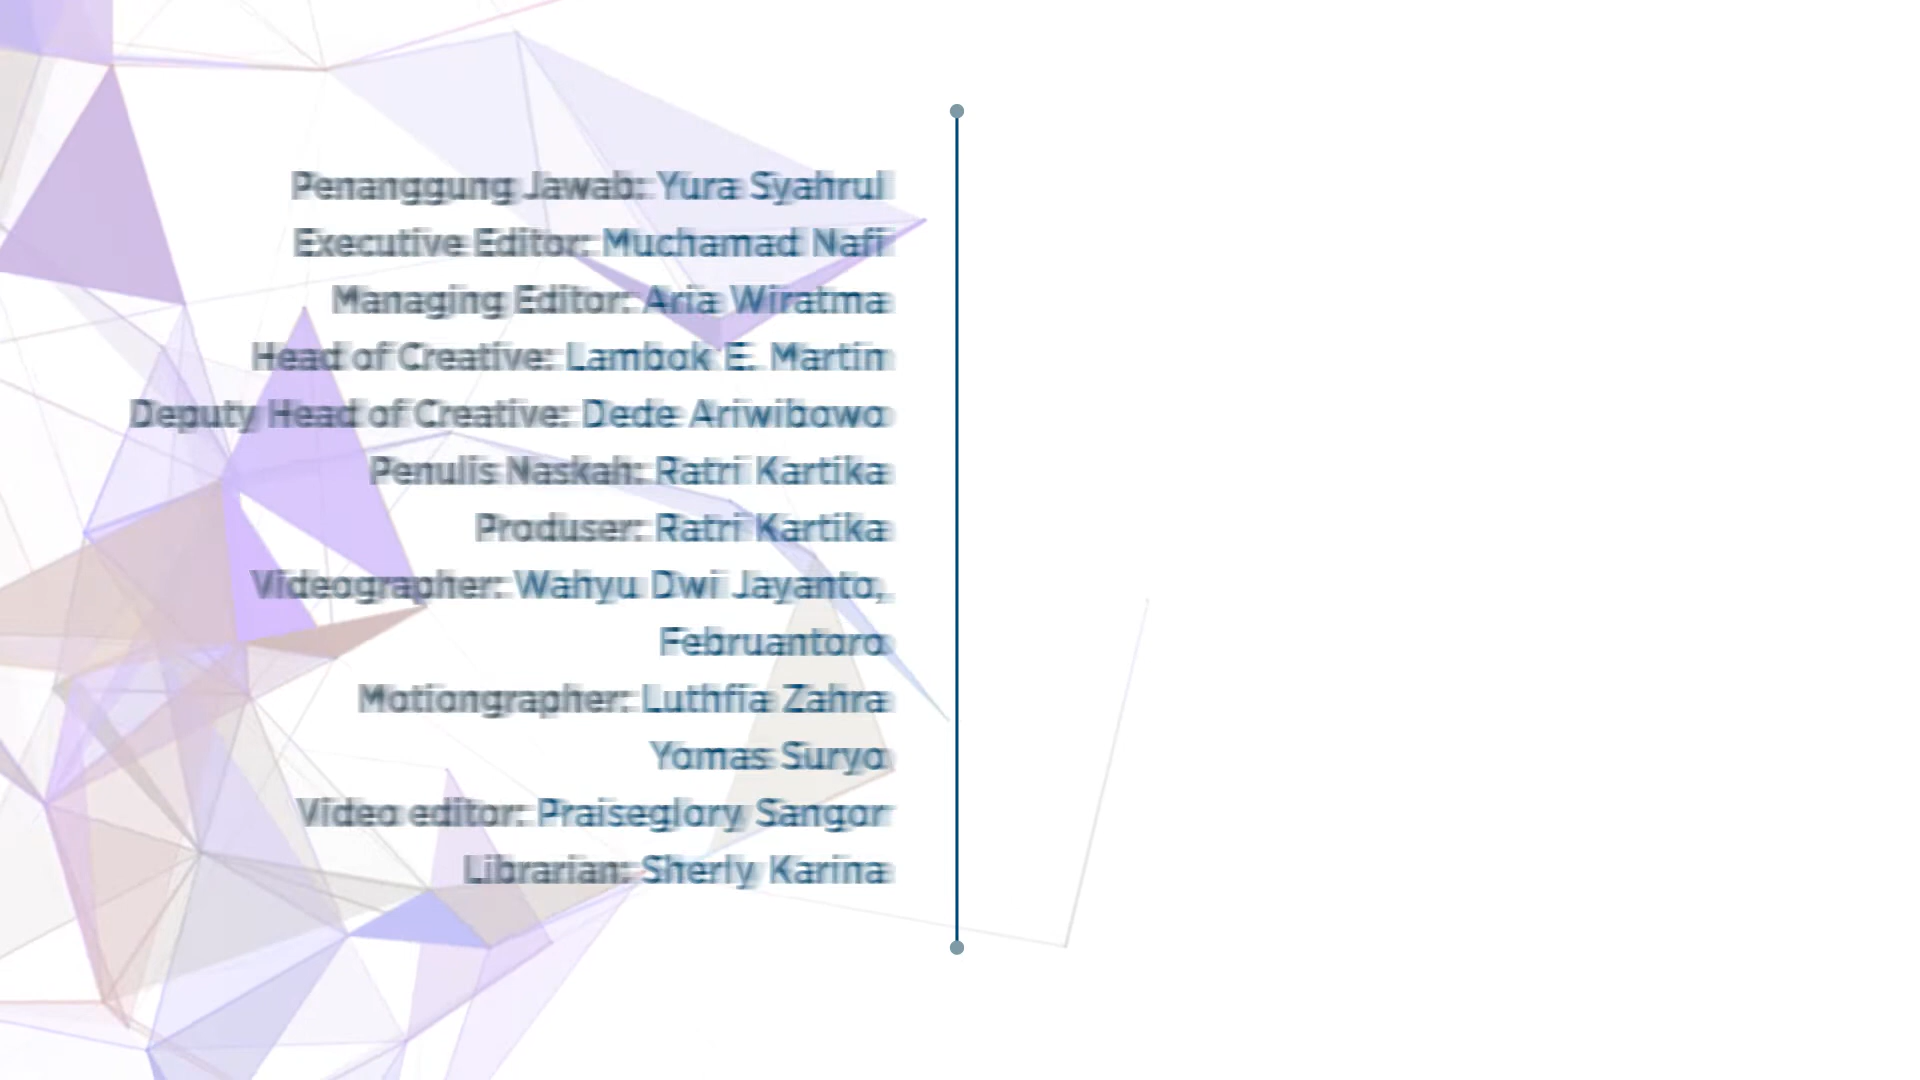 Penanggung Jawab: Yura Syahrul
Executive Editor: Muchamad Nafi
Managing Editor: Aria Wiratma
Head of Creative: Lambok E. Martin
Deputy Head of Creative: Dede Ariwibowo
Penulis Naskah: Ratri Kartika
Produser: Ratri Kartika
Videographer: Wahyu Dwi Jayanto,
Februantoro
Motiongrapher: Luthfia Zahra
Yomas Suryo
Video editor: Praiseglory Sangor
Librarian: Sherly Karina